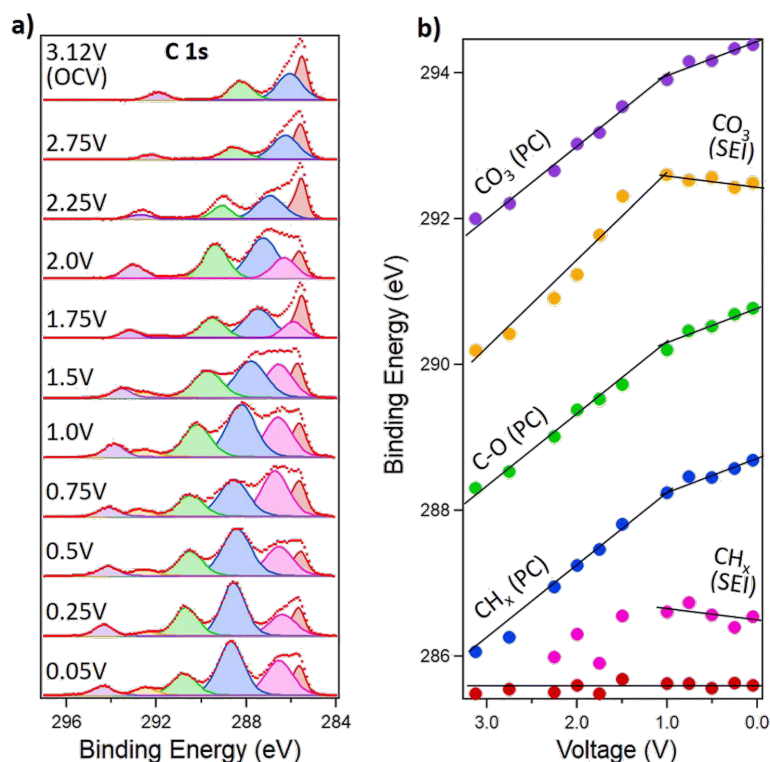 a)
C 1s
3.12V
(OCV)
2.75V
2.25V
2.0V
1.75V
1.5V
1.0V
0.75V
0.5V
0.25V
0.05V
296
292
288
284
Binding Energy (eV)
b)
294
292
290
288
286
Binding Energy (eV)
CO₃ (PC)
CO₃
(SEI)
C-O (PC)
CHₓ (PC)
CHₓ
(SEI)
3.0
2.0
1.0
0.0
Voltage (V)